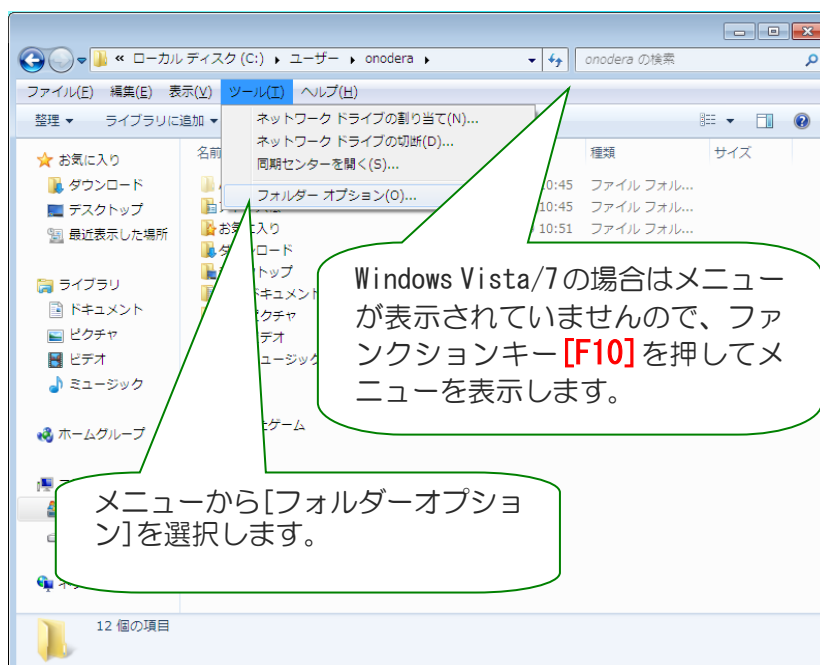 « ローカル ディスク (C:) ▸ ユーザー ▸ onodera ▸
onodera の検索
ファイル(F) 編集(E) 表示(V) ツール(T) ヘルプ(H)
整理 ▼ ライブラリに追加 ▼
ネットワーク ドライブの割り当て(N)...
ネットワーク ドライブの切断(D)...
同期センターを開く(S)...
フォルダー オプション(O)...
名前
種類
サイズ
10:45 ファイル フォル...
10:45 ファイル フォル...
10:51 ファイル フォル...
お気に入り
ダウンロード
デスクトップ
最近表示した場所
ライブラリ
ドキュメント
ピクチャ
ビデオ
ミュージック
ホームグループ
お気に入り
Windows Vista/7の場合はメニュー
が表示されていませんので、ファ
ンクションキー[F10]を押してメ
ニューを表示します。
メニューから[フォルダーオプショ
ン]を選択します。
12 個の項目